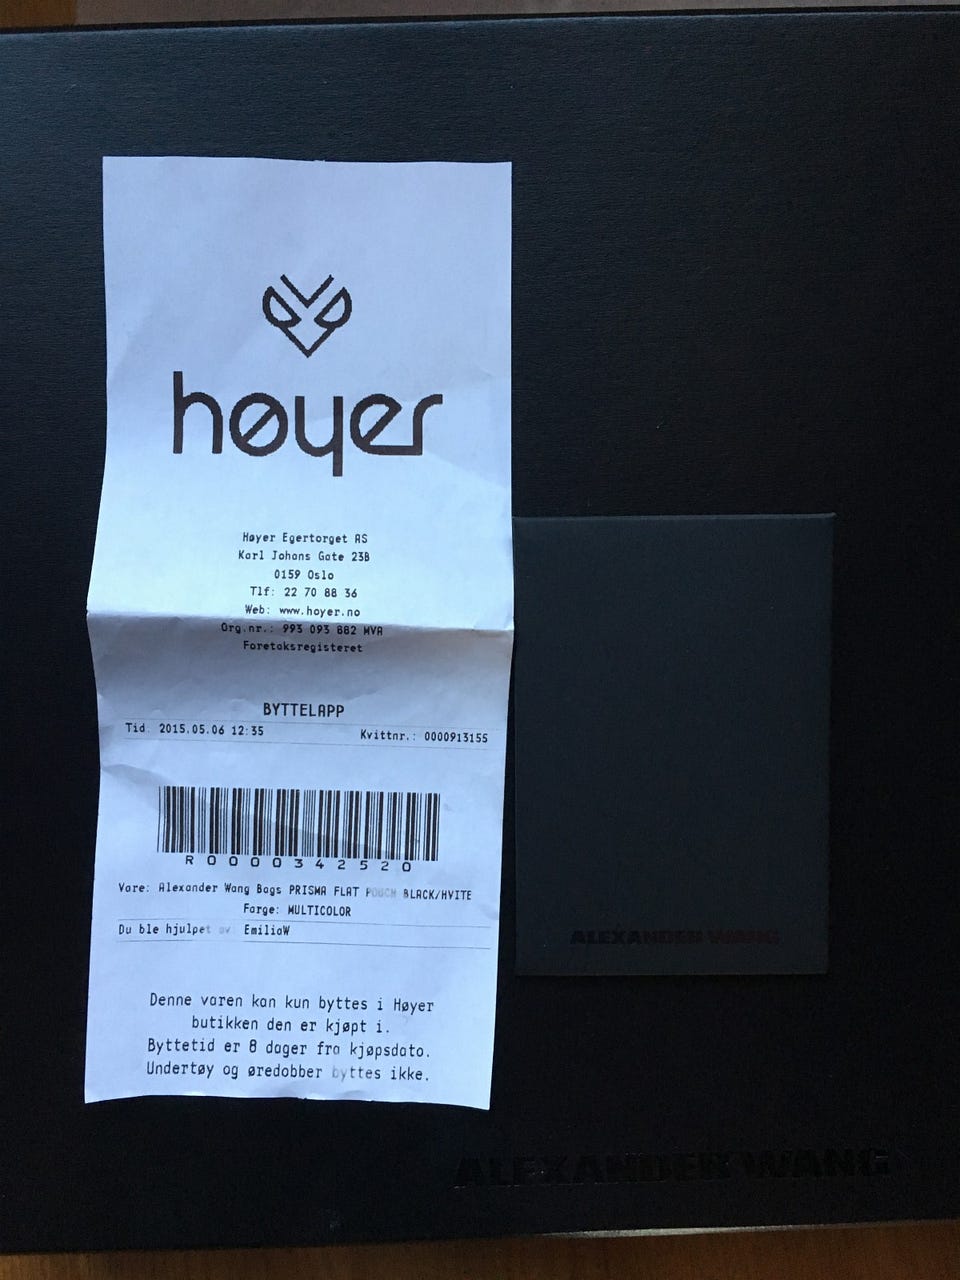 høyer
Høyer Egertorget AS
Karl Johans Gate 23B
0159 Oslo
Tlf: 22 70 88 36
Web: www.hoyer.no
Org.nr.: 993 093 882 MVA
Foretaksregisteret
BYTTELAPP
Tid: 2015.05.06 12:35 Kvittnr.: 0000913155
R0000342520
Vare: Alexander Wang Bags PRISMA FLAT POUCH BLACK/HVITE
Farge: MULTICOLOR
Du ble hjulpet av: EmiliaW
Denne varen kan kun byttes i Høyer
butikken den er kjøpt i.
Byttetid er 8 dager fra kjøpsdato.
Undertøy og øredobber byttes ikke.
ALEXANDER WANG
ALEXANDER WANG